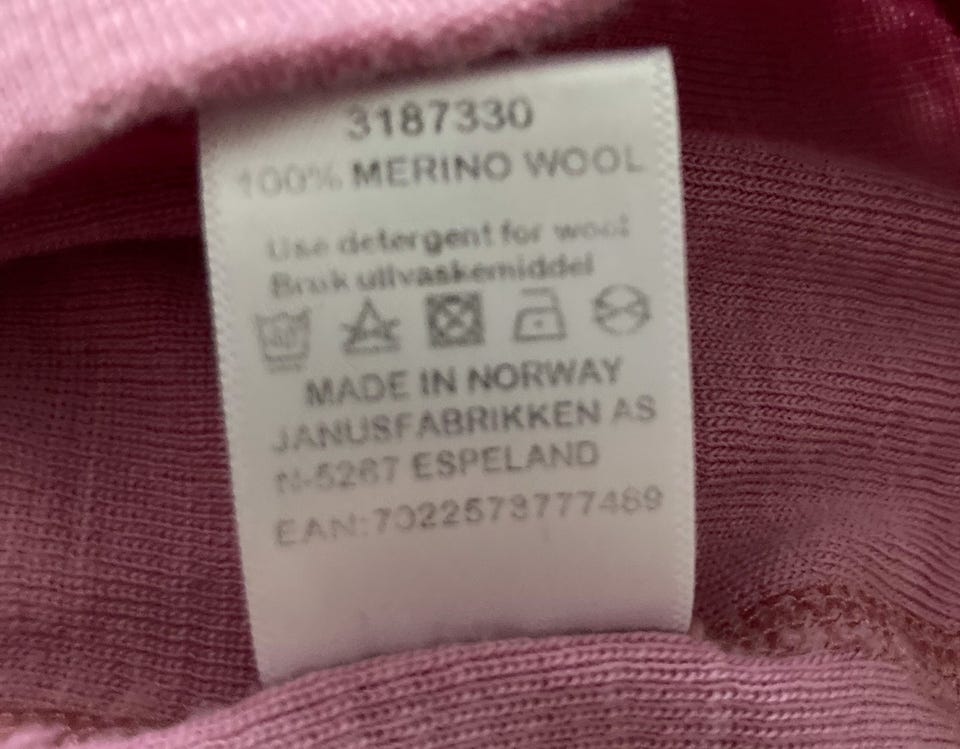 3187330
100% MERINO WOOL
Use detergent for wool
Bruk ullvaskemiddel
40
MADE IN NORWAY
JANUSFABRIKKEN AS
N-5267 ESPELAND
EAN:7022573777489